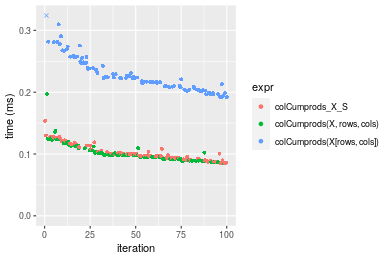 0.3
0.2
0.1
0.0
time (ms)
0
25
50
75
100
iteration
expr
colCumprods_X_S
colCumprods(X, rows, cols)
colCumprods(X[rows, cols])